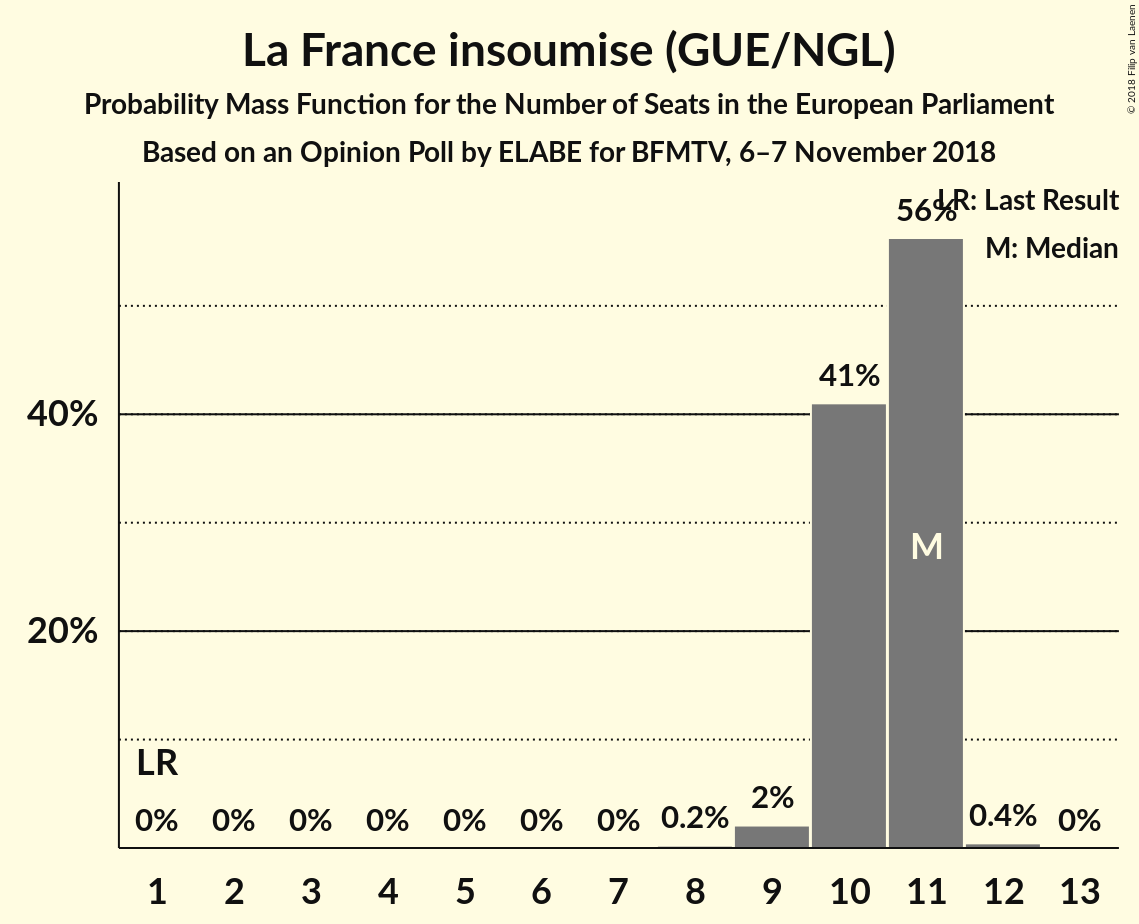 La France insoumise (GUE/NGL)
Probability Mass Function for the Number of Seats in the European Parliament
Based on an Opinion Poll by ELABE for BFMTV, 6–7 November 2018
© 2018 Filip van Laenen
LR: Last Result
M: Median
56%
41%
40%
M
20%
LR
0% 0% 0% 0% 0% 0% 0% 0.2% 2% 0.4% 0%
1 2 3 4 5 6 7 8 9 10 11 12 13